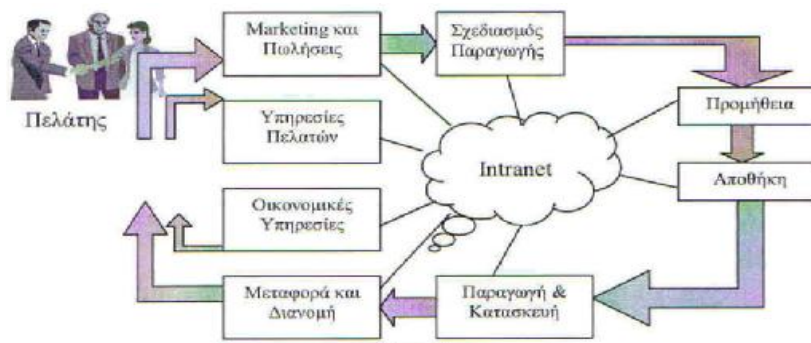 Marketing και
Πωλήσεις
Σχεδιασμός
Παραγωγής
Προμήθεια
Πελάτης
Υπηρεσίες
Πελατών
Intranet
Αποθήκη
Οικονομικές
Υπηρεσίες
Μεταφορά και
Διανομή
Παραγωγή &
Κατασκευή